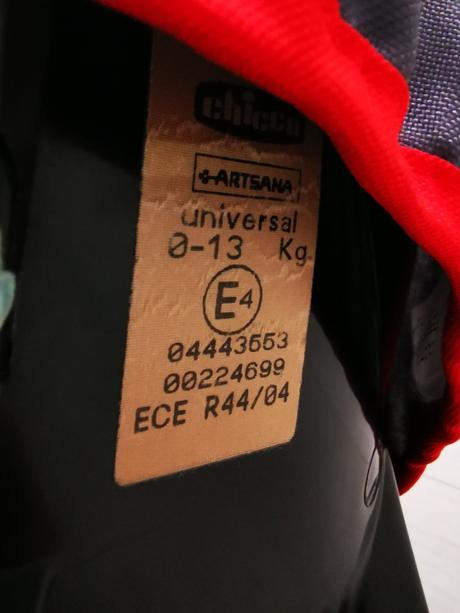 chicco
ARTSANA
universal
0-13 Kg
E4
04443553
00224699
ECE R44/04